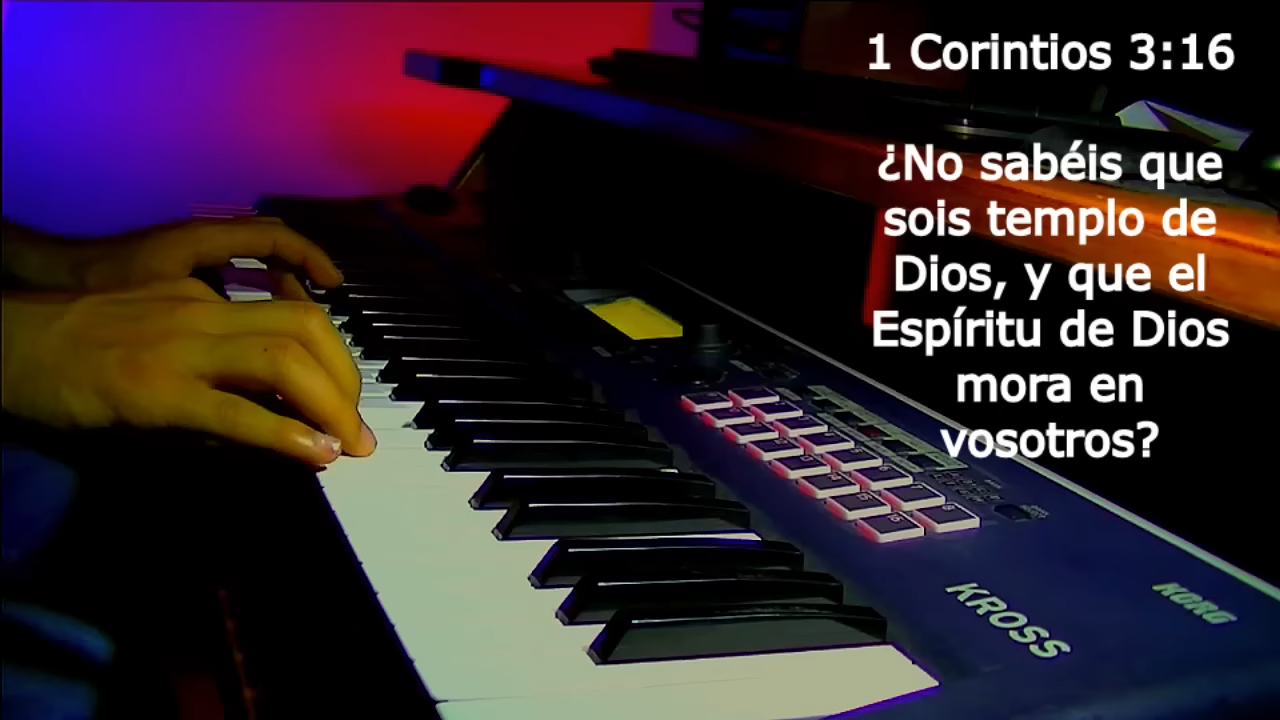 1 Corintios 3:16
¿No sabéis que
sois templo de
Dios, y que el
Espíritu de Dios
mora en
vosotros?
KORG
KROSS